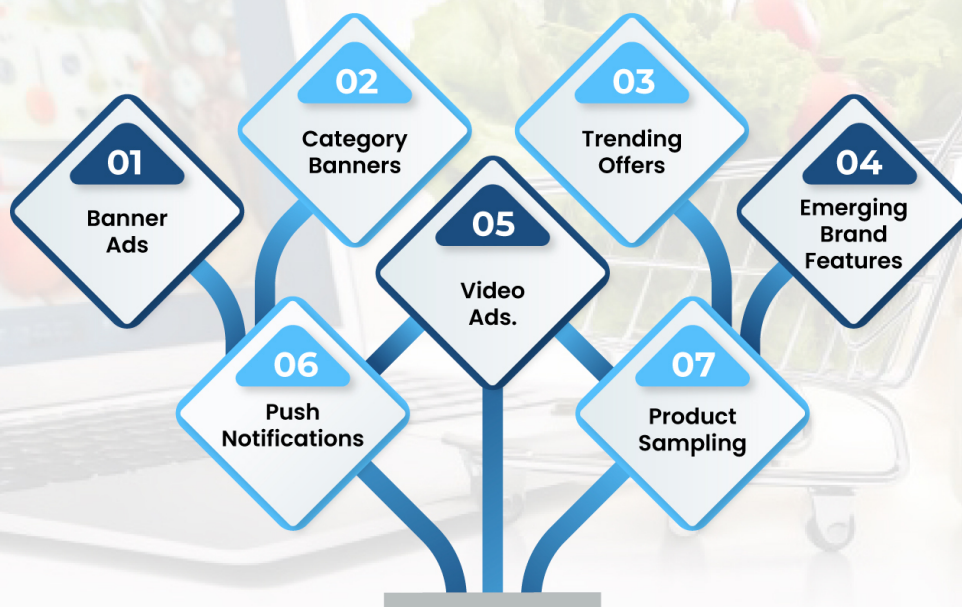 01
Banner
Ads
02
Category
Banners
03
Trending
Offers
04
Emerging
Brand
Features
05
Video
Ads.
06
Push
Notifications
07
Product
Sampling